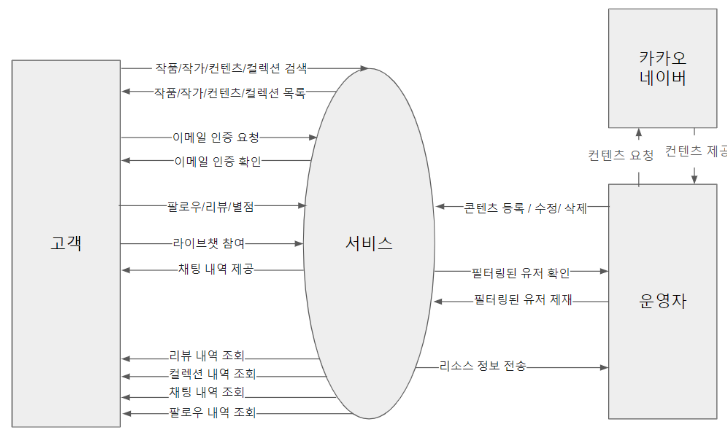 작품/작가/컨텐츠/컬렉션 검색
작품/작가/컨텐츠/컬렉션 목록
이메일 인증 요청
이메일 인증 확인
팔로우/리뷰/별점
고객
라이브챗 참여
채팅 내역 제공
리뷰 내역 조회
컬렉션 내역 조회
채팅 내역 조회
팔로우 내역 조회
서비스
카카오
네이버
컨텐츠 요청
컨텐츠 제공
콘텐츠 등록 / 수정/ 삭제
필터링된 유저 확인
필터링된 유저 제재
운영자
리소스 정보 전송